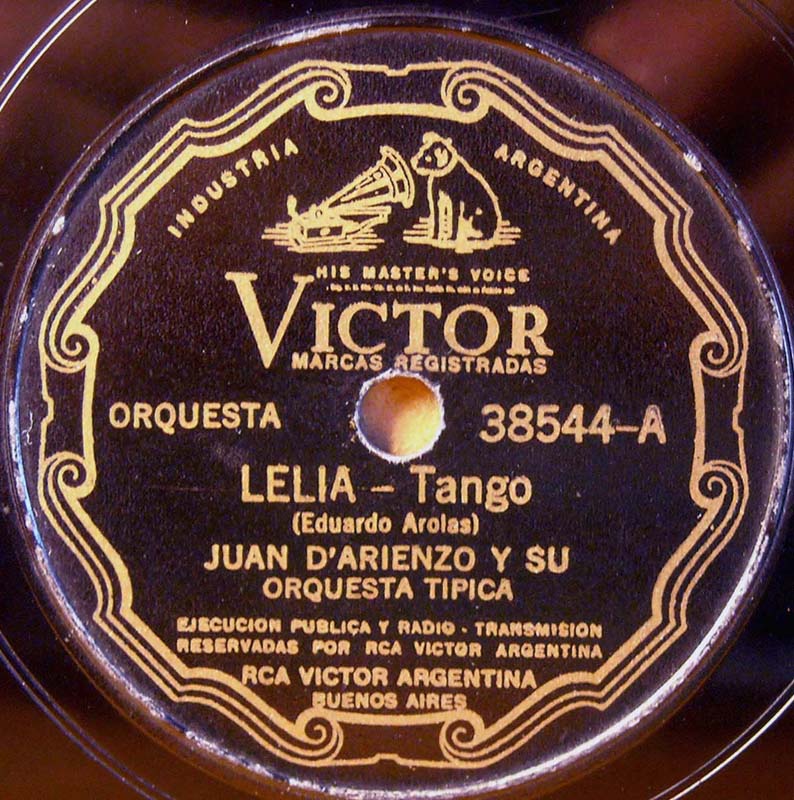 INDUSTRIA ARGENTINA
HIS MASTER'S VOICE
VICTOR
MARCAS REGISTRADAS
ORQUESTA 38544-A
LELIA - Tango
(Eduardo Arolas)
JUAN D'ARIENZO Y SU
ORQUESTA TIPICA
EJECUCION PUBLICA Y RADIO - TRANSMISION
RESERVADAS POR RCA VICTOR ARGENTINA
RCA VICTOR ARGENTINA
BUENOS AIRES